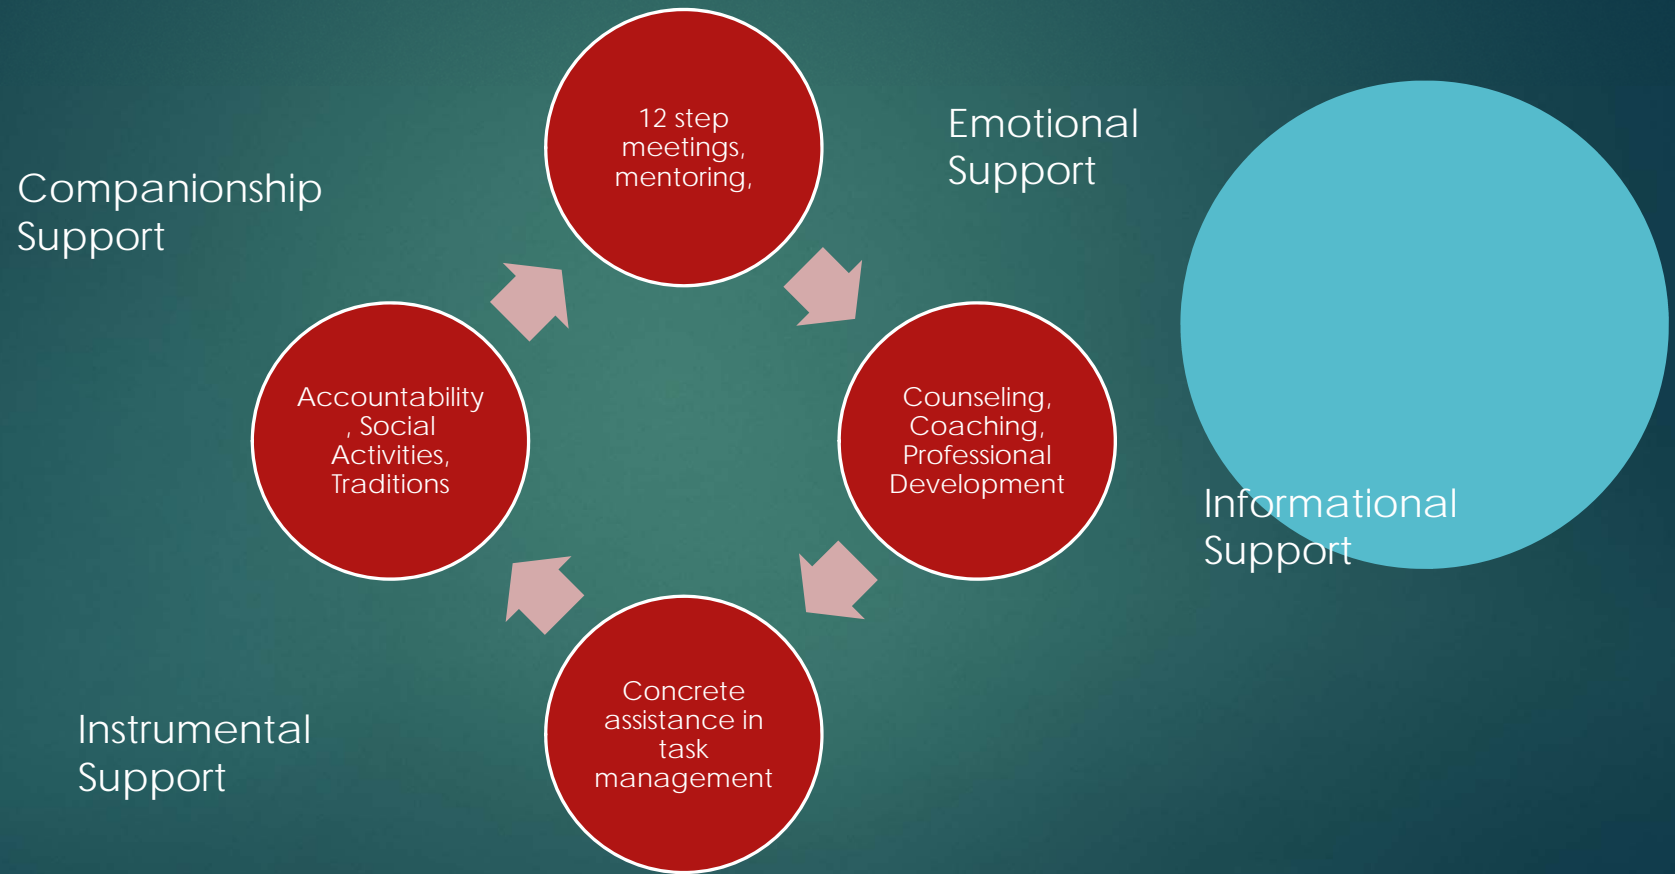 12 step
meetings,
mentoring,
Emotional
Support
Companionship
Support
Accountability
, Social
Activities,
Traditions
Counseling,
Coaching,
Professional
Development
Informational
Support
Concrete
assistance in
task
management
Instrumental
Support